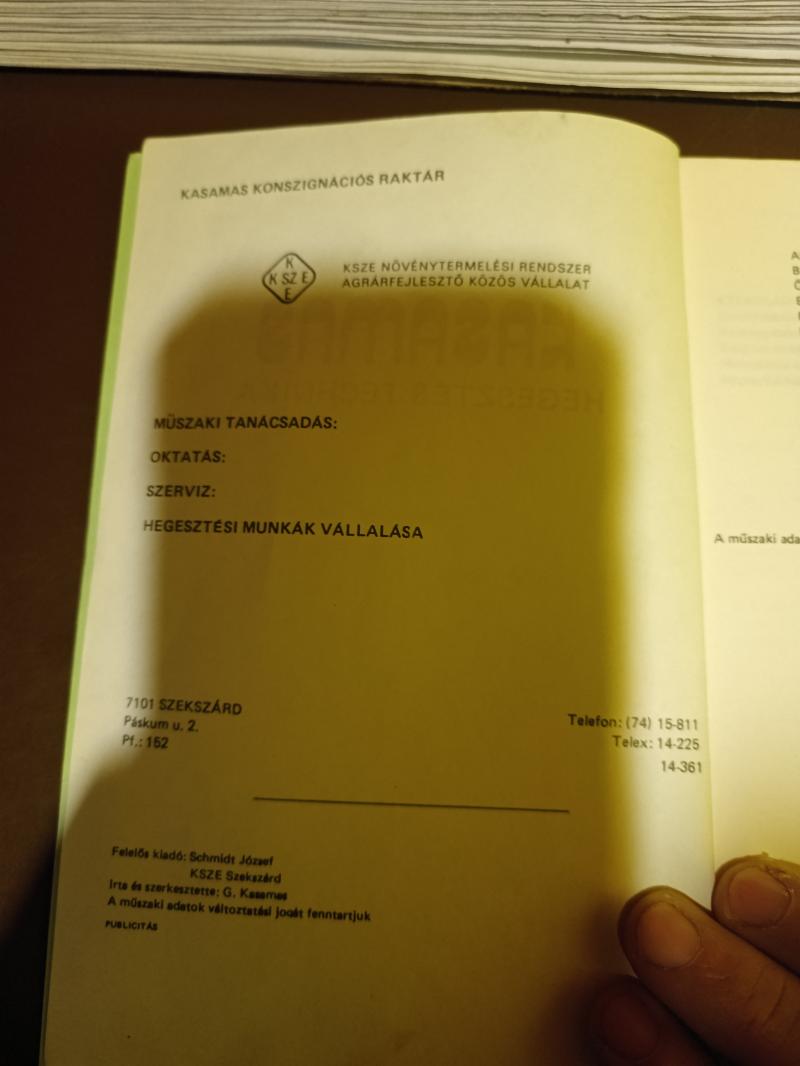 KASAMAS KONSZIGNÁCIÓS RAKTÁR
K
K SZ E
E
KSZE NÖVÉNYTERMELÉSI RENDSZER
AGRÁRFEJLESZTŐ KÖZÖS VÁLLALAT
MŰSZAKI TANÁCSADÁS:
OKTATÁS:
SZERVIZ:
HEGESZTÉSI MUNKÁK VÁLLALÁSA
7101 SZEKSZÁRD
Páskum u. 2.
Pf.: 152
Telefon: (74) 15-811
Telex: 14-225
14-361
Felelős kiadó: Schmidt József
KSZE Szekszárd
Irta és szerkesztette: G. Kasamas
A műszaki adatok változtatási jogát fenntartjuk
PUBLICITÁS
A műszaki ada